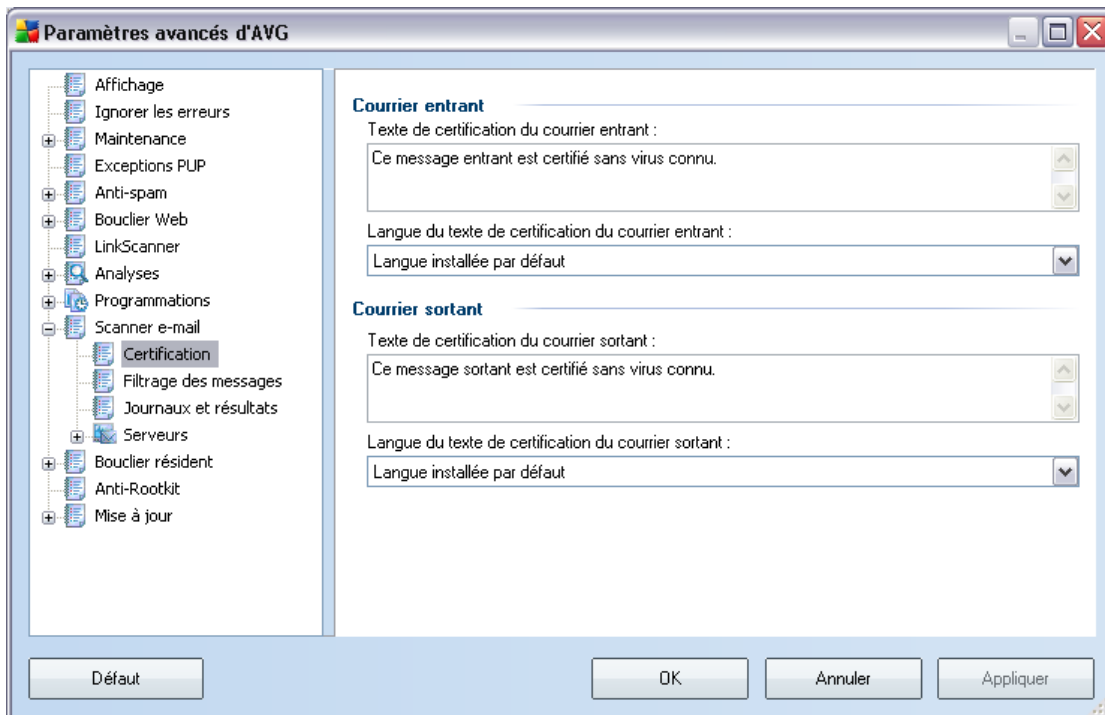 Paramètres avancés d'AVG
Affichage
Ignorer les erreurs
Maintenance
Exceptions PUP
Anti-spam
Bouclier Web
LinkScanner
Analyses
Programmations
Scanner e-mail
Certification
Filtrage des messages
Journaux et résultats
Serveurs
Bouclier résident
Anti-Rootkit
Mise à jour
Courrier entrant
Texte de certification du courrier entrant :
Ce message entrant est certifié sans virus connu.
Langue du texte de certification du courrier entrant :
Langue installée par défaut
Courrier sortant
Texte de certification du courrier sortant :
Ce message sortant est certifié sans virus connu.
Langue du texte de certification du courrier sortant :
Langue installée par défaut
Défaut
OK
Annuler
Appliquer